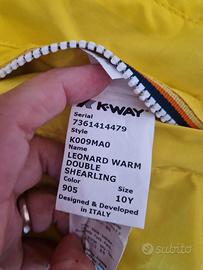 K-WAY
Serial
7361414479
Style
K009MA0
Name
LEONARD WARM
DOUBLE
SHEARLING
Color Size
905 10Y
Designed & Developed
in ITALY
subito